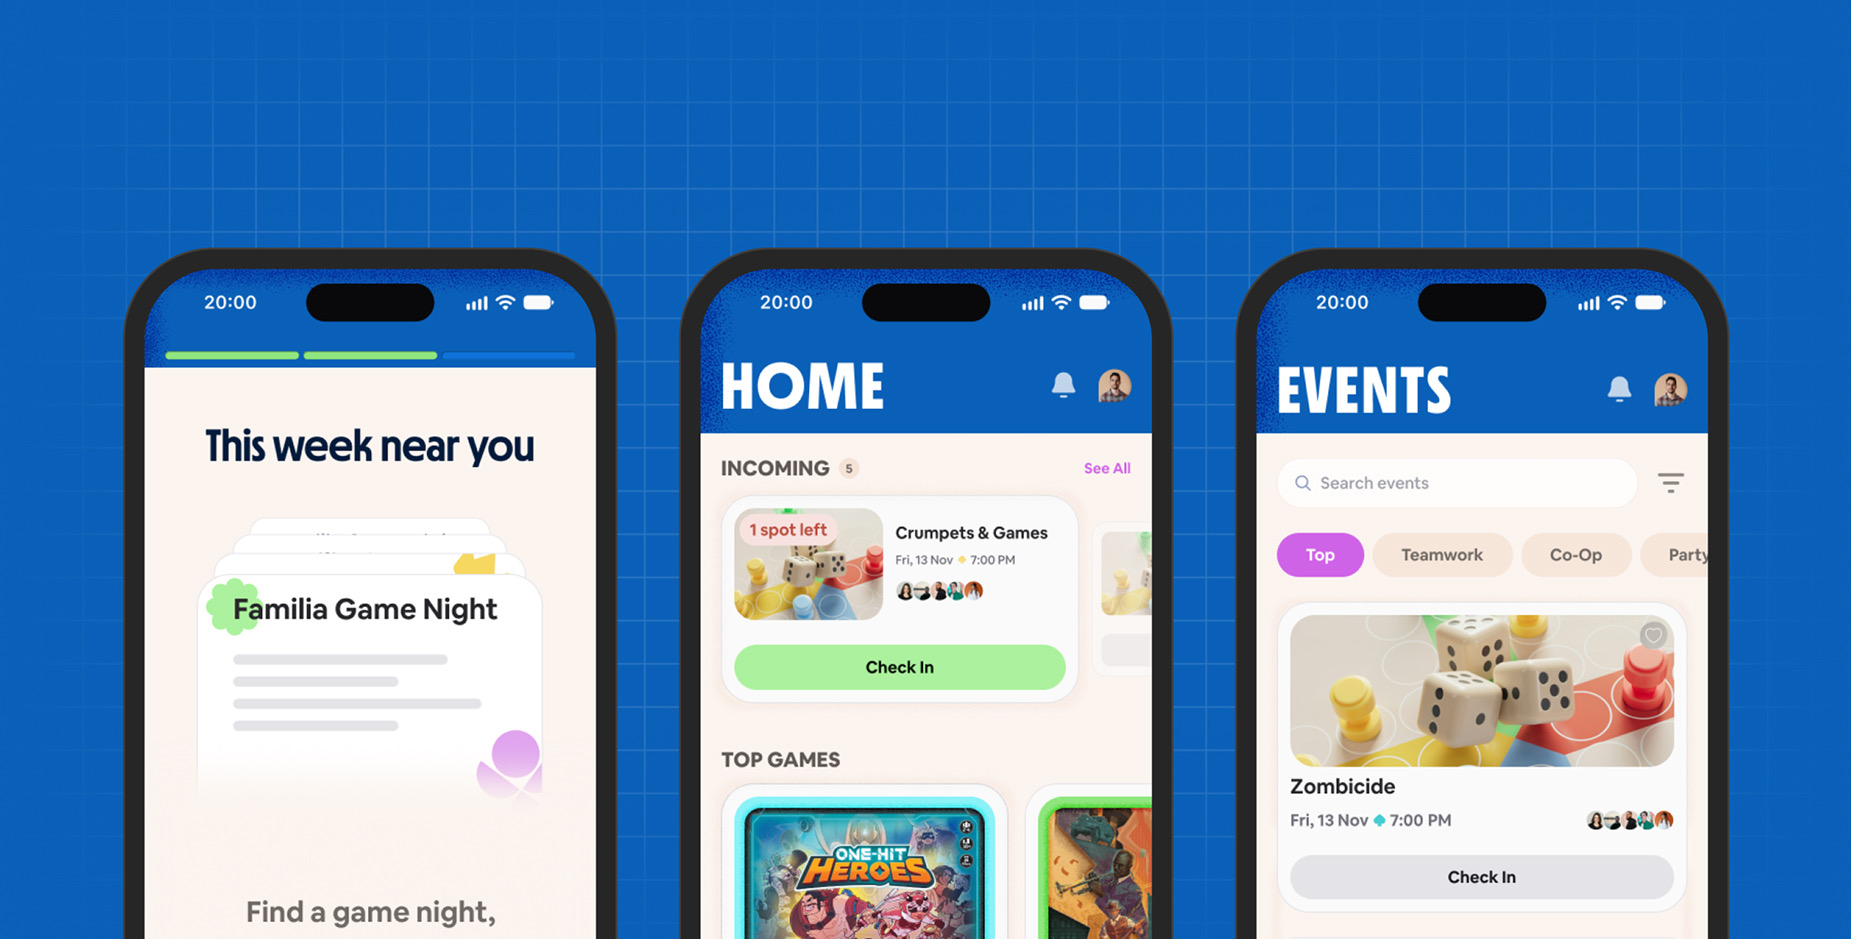 20:00
This week near you
Familia Game Night
Find a game night,
20:00
HOME
INCOMING 5
See All
1 spot left
Crumpets & Games
Fri, 13 Nov 7:00 PM
Check In
TOP GAMES
ONE-HIT
HEROES
20:00
EVENTS
Search events
Top
Teamwork
Co-Op
Party
Zombicide
Fri, 13 Nov 7:00 PM
Check In